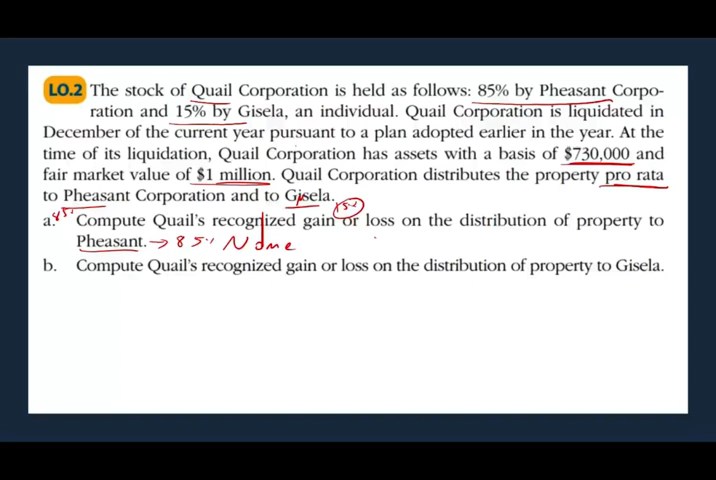 LO.2 The stock of Quail Corporation is held as follows: 85% by Pheasant Corpo-
ration and 15% by Gisela, an individual. Quail Corporation is liquidated in
December of the current year pursuant to a plan adopted earlier in the year. At the
time of its liquidation, Quail Corporation has assets with a basis of $730,000 and
fair market value of $1 million. Quail Corporation distributes the property pro rata
to Pheasant Corporation and to Gisela.
85% 15%
a. Compute Quail's recognized gain or loss on the distribution of property to
Pheasant. → 85% None
b. Compute Quail's recognized gain or loss on the distribution of property to Gisela.